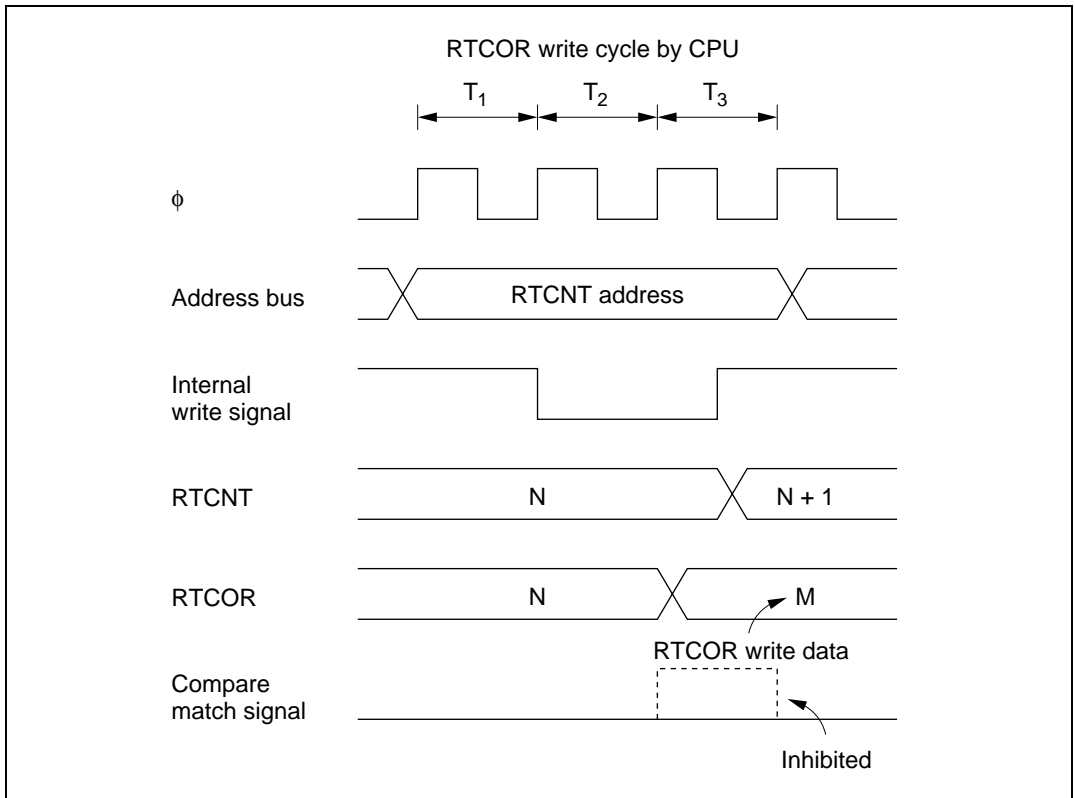 RTCOR write cycle by CPU
T1 T2 T3
φ
Address bus
RTCNT address
Internal
write signal
RTCNT
N
N + 1
RTCOR
N
M
RTCOR write data
Compare
match signal
Inhibited